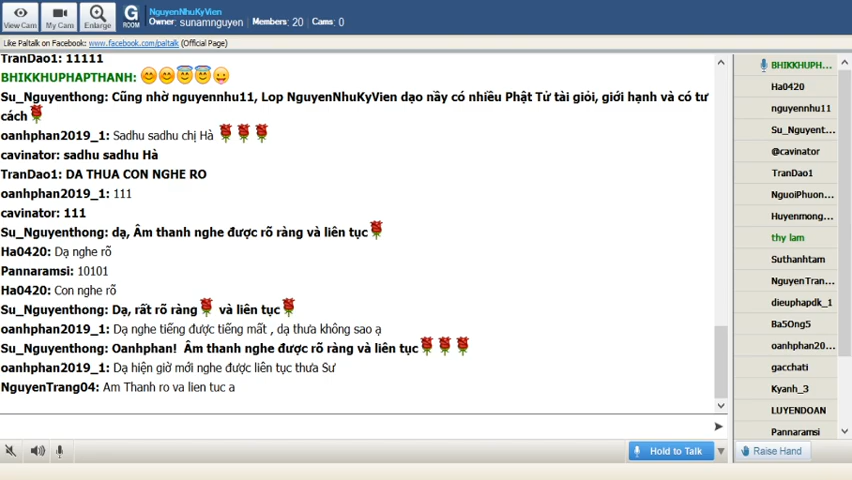 View Cam
My Cam
Enlarge
G
ROOM
NguyenNhuKyVien
Owner: sunamnguyen Members: 20 Cams: 0
Like Paltalk on Facebook: www.facebook.com/paltalk (Official Page)
TranDao1: 11111
BHIKKHUPHAPTHANH:
Su_Nguyenthong: Cũng nhờ nguyennhu11, Lop NguyenNhuKyVien dạo nầy có nhiều Phật Tử tài giỏi, giới hạnh và có tư
cách
oanhphan2019_1: Sadhu sadhu chị Hà
cavinator: sadhu sadhu Hà
TranDao1: DA THUA CON NGHE RO
oanhphan2019_1: 111
cavinator: 111
Su_Nguyenthong: dạ, Âm thanh nghe được rõ ràng và liên tục
Ha0420: Dạ nghe rõ
Pannaramsi: 10101
Ha0420: Con nghe rõ
Su_Nguyenthong: Dạ, rất rõ ràng và liên tục
oanhphan2019_1: Dạ nghe tiếng được tiếng mất , dạ thưa không sao ạ
Su_Nguyenthong: Oanhphan! Âm thanh nghe được rõ ràng và liên tục
oanhphan2019_1: Dạ hiện giờ mới nghe được liên tục thưa Sư
NguyenTrang04: Am Thanh ro va lien tuc a
Hold to Talk
BHIKKHUPH...
Ha0420
nguyennhu11
Su_Nguyent...
@cavinator
TranDao1
NguoiPhuon...
Huyenmong...
thy lam
Suthanhtam
NguyenTran...
dieuphapdk_1
Ba5Ong5
oanhphan20...
gacchati
Kyanh_3
LUYENDOAN
Pannaramsi
Raise Hand